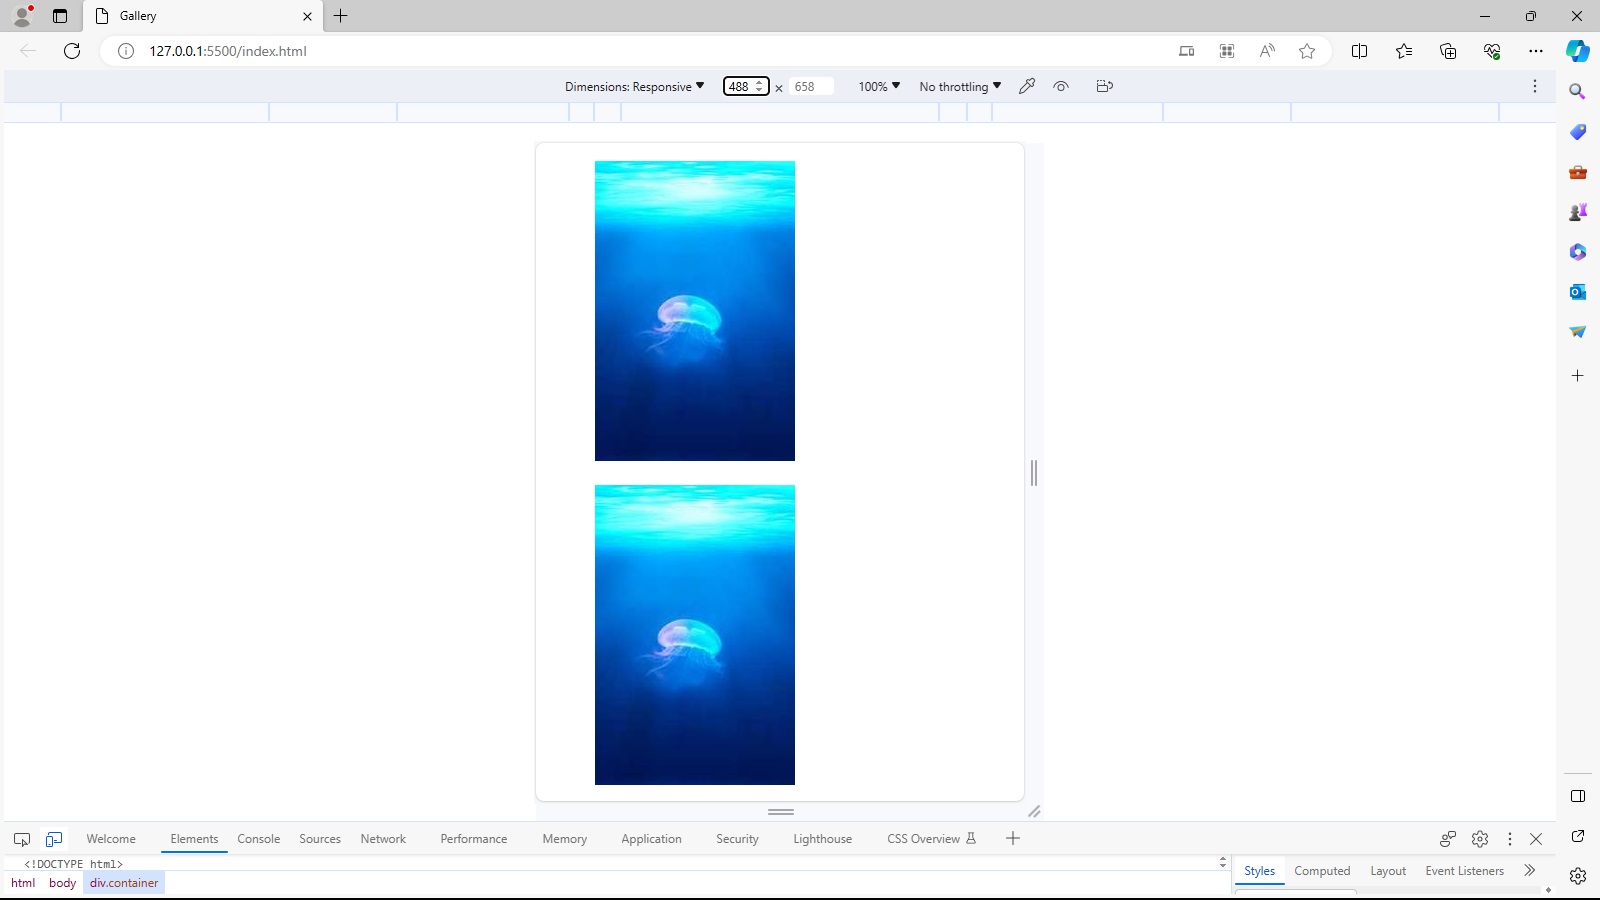 Gallery
127.0.0.1:5500/index.html
Dimensions: Responsive 488 × 658 100% No throttling
Welcome Elements Console Sources Network Performance Memory Application Security Lighthouse CSS Overview
<!DOCTYPE html>
html body div.container
Styles Computed Layout Event Listeners